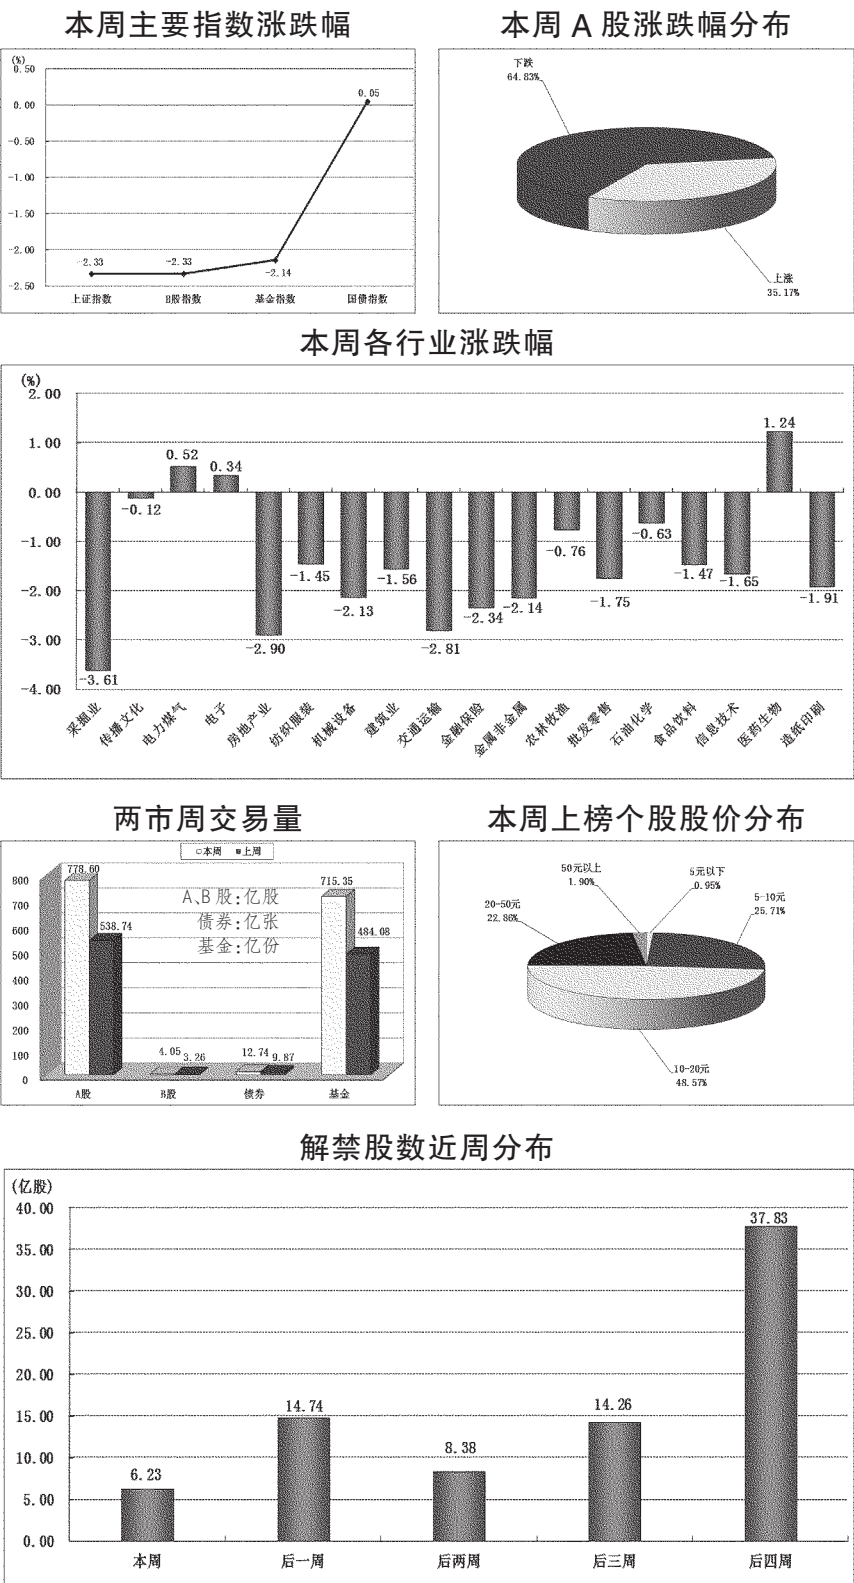 本周主要指数涨跌幅
(%)
0.50
0.00
-0.50
-1.00
-1.50
-2.00
-2.50
0.05
-2.33
-2.33
-2.14
上证指数
B股指数
基金指数
国债指数
本周 A 股涨跌幅分布
下跌
64.83%
上涨
35.17%
本周各行业涨跌幅
(%)
2.00
1.00
0.00
-1.00
-2.00
-3.00
-4.00
-3.61
-0.12
0.52
0.34
-2.90
-1.45
-2.13
-1.56
-2.81
-2.34
-2.14
-0.76
-1.75
-0.63
-1.47
-1.65
1.24
-1.91
采掘业
传播文化
电力煤气
电子
房地产业
纺织服装
机械设备
建筑业
交通运输
金融保险
金属非金属
农林牧渔
批发零售
石油化学
食品饮料
信息技术
医药生物
造纸印刷
两市周交易量
□本周 ■上周
800
700
600
500
400
300
200
100
0
778.60
538.74
4.05
3.26
12.74
9.87
715.35
484.08
A、B 股:亿股
债券:亿张
基金:亿份
A股
B股
债券
基金
本周上榜个股股价分布
50元以上
1.90%
5元以下
0.95%
20-50元
22.86%
5-10元
25.71%
10-20元
48.57%
解禁股数近周分布
(亿股)
40.00
35.00
30.00
25.00
20.00
15.00
10.00
5.00
0.00
6.23
14.74
8.38
14.26
37.83
本周
后一周
后两周
后三周
后四周